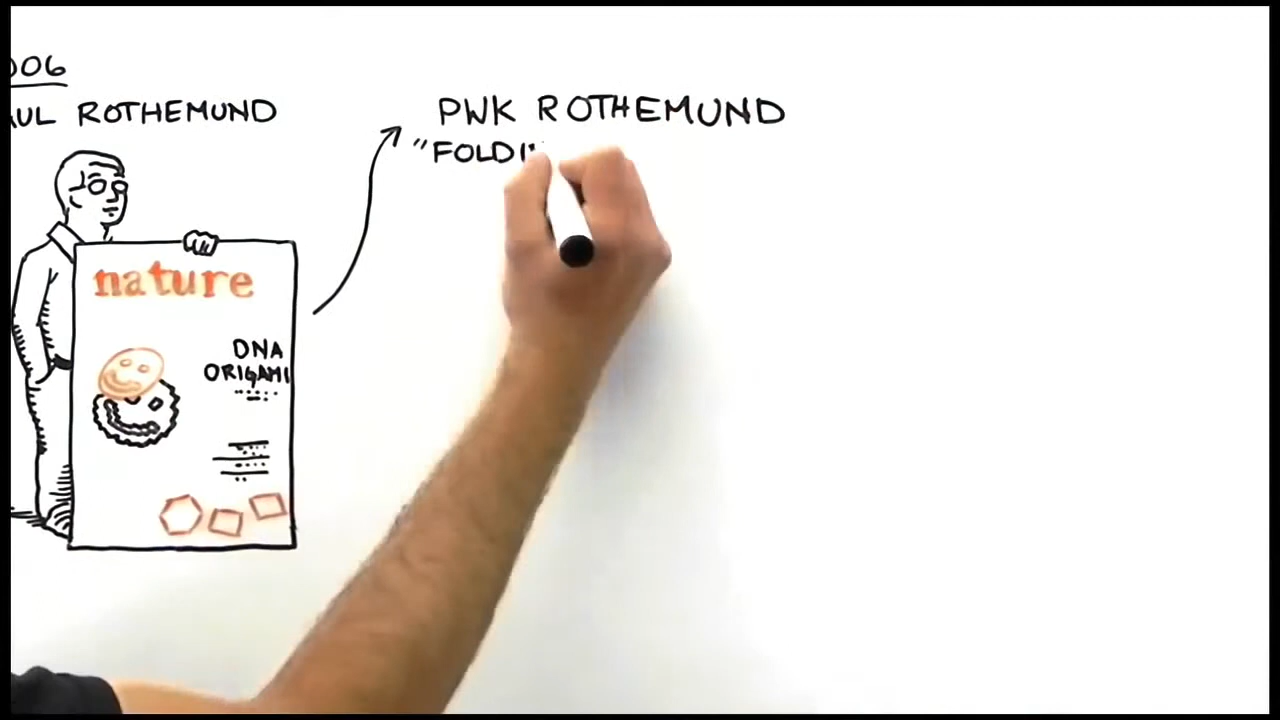 006
AUL ROTHEMUND
PWK ROTHEMUND
"FOLDI
nature
DNA
ORIGAMI